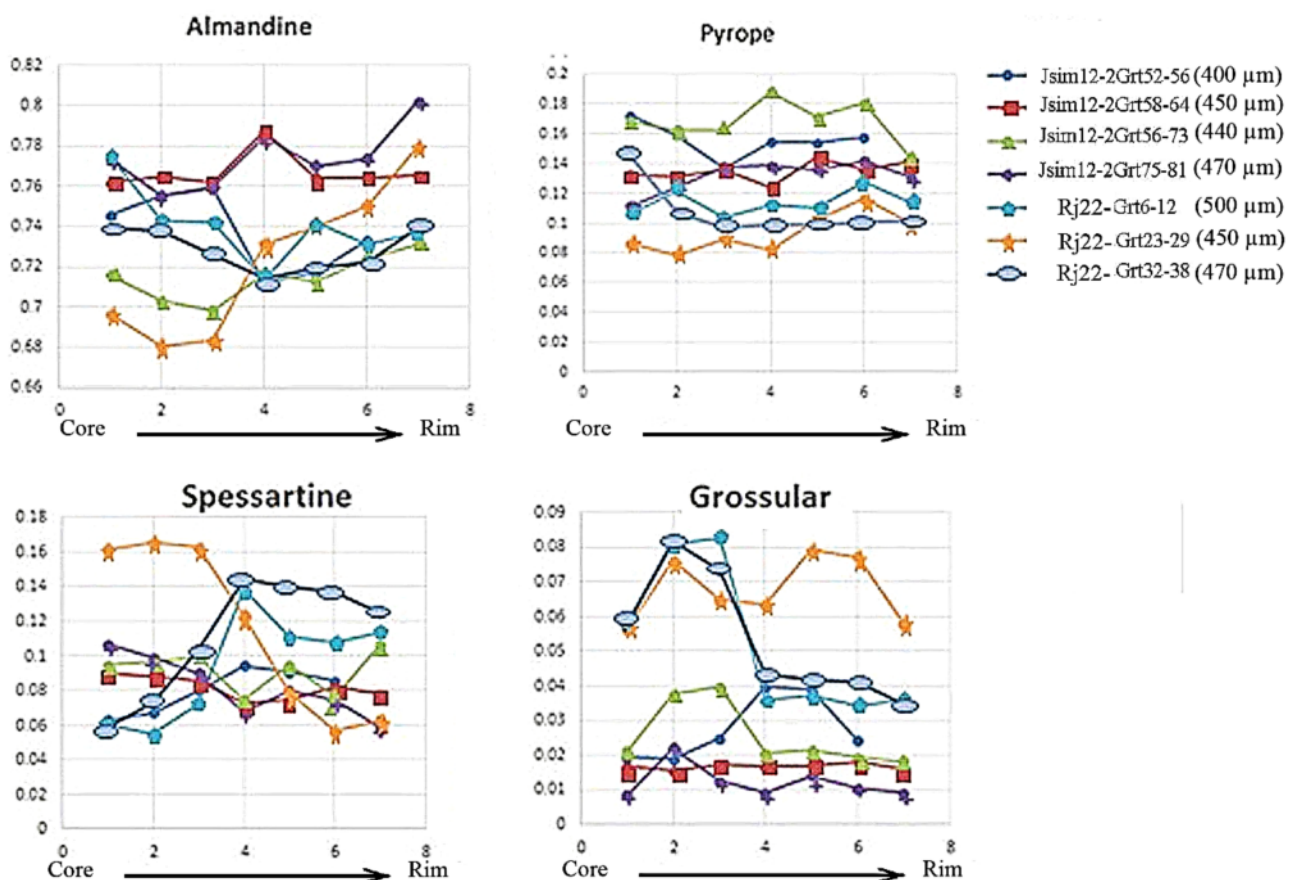 Almandine
0.82
0.8
0.78
0.76
0.74
0.72
0.7
0.68
0.66
0 2 4 6 8
Core Rim
Pyrope
0.2
0.18
0.16
0.14
0.12
0.1
0.08
0.06
0.04
0.02
0
0 2 4 6 8
Core Rim
Jsim12-2Grt52-56 (400 µm)
Jsim12-2Grt58-64 (450 µm)
Jsim12-2Grt56-73 (440 µm)
Jsim12-2Grt75-81 (470 µm)
Rj22-Grt6-12 (500 µm)
Rj22- Grt23-29 (450 µm)
Rj22- Grt32-38 (470 µm)
Spessartine
0.18
0.16
0.14
0.12
0.1
0.08
0.06
0.04
0.02
0
0 2 4 6 8
Core Rim
Grossular
0.09
0.08
0.07
0.06
0.05
0.04
0.03
0.02
0.01
0
0 2 4 6 8
Core Rim